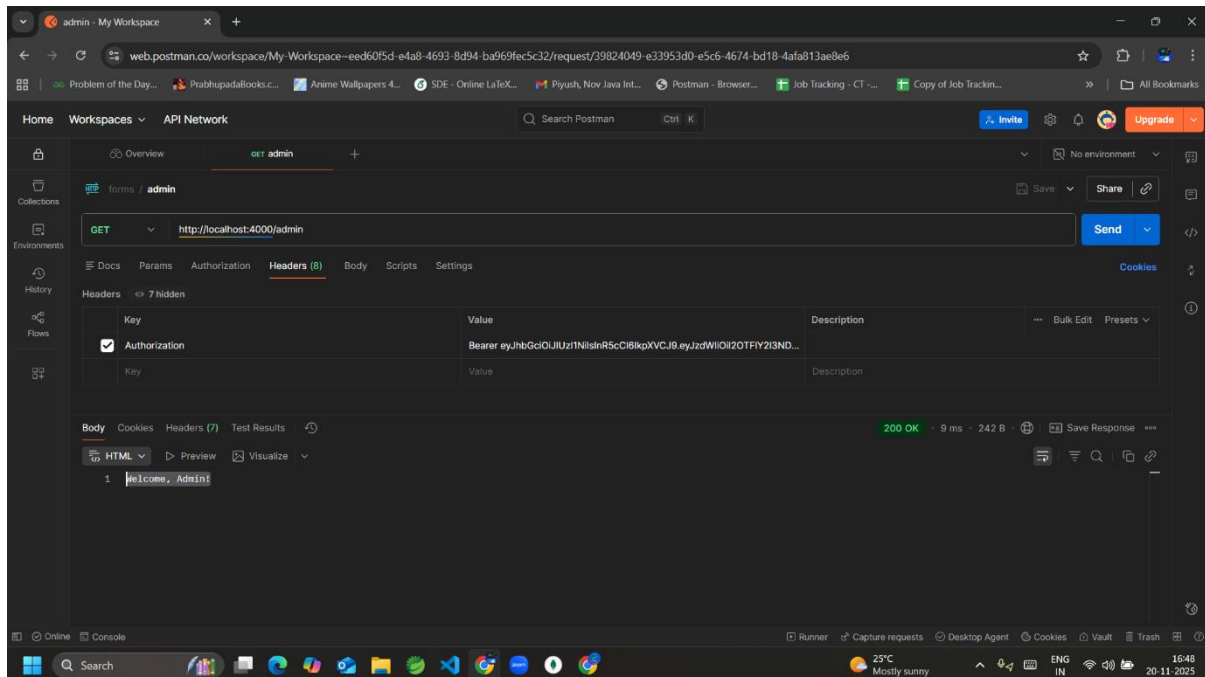 admin - My Workspace
web.postman.co/workspace/My-Workspace~eed60f5d-e4a8-4693-8d94-ba969fec5c32/request/39824049-e33953d0-e5c6-4674-bd18-4afa813ae8e6
Problem of the Day... PrabhupadaBooks.c... Anime Wallpapers 4... SDE - Online LaTeX... Piyush, Nov Java Int... Postman - Browser... Job Tracking - CT -... Copy of Job Trackin... » All Bookmarks
Home Workspaces API Network Search Postman Ctrl K Invite Upgrade
Overview GET admin No environment
HTTP forms / admin Save Share
Collections
GET http://localhost:4000/admin Send
Environments
Docs Params Authorization Headers (8) Body Scripts Settings Cookies
History
Headers 7 hidden
Key Value Description ... Bulk Edit Presets
Flows
Authorization Bearer ... 
Key Value Description
Body Cookies Headers (7) Test Results 200 OK 9 ms 242 B Save Response
HTML Preview Visualize
1 Welcome, Admin!
Online Console Runner Capture requests Desktop Agent Cookies Vault Trash
Search zoom 25°C ENG 16:48
Mostly sunny IN 20-11-2025